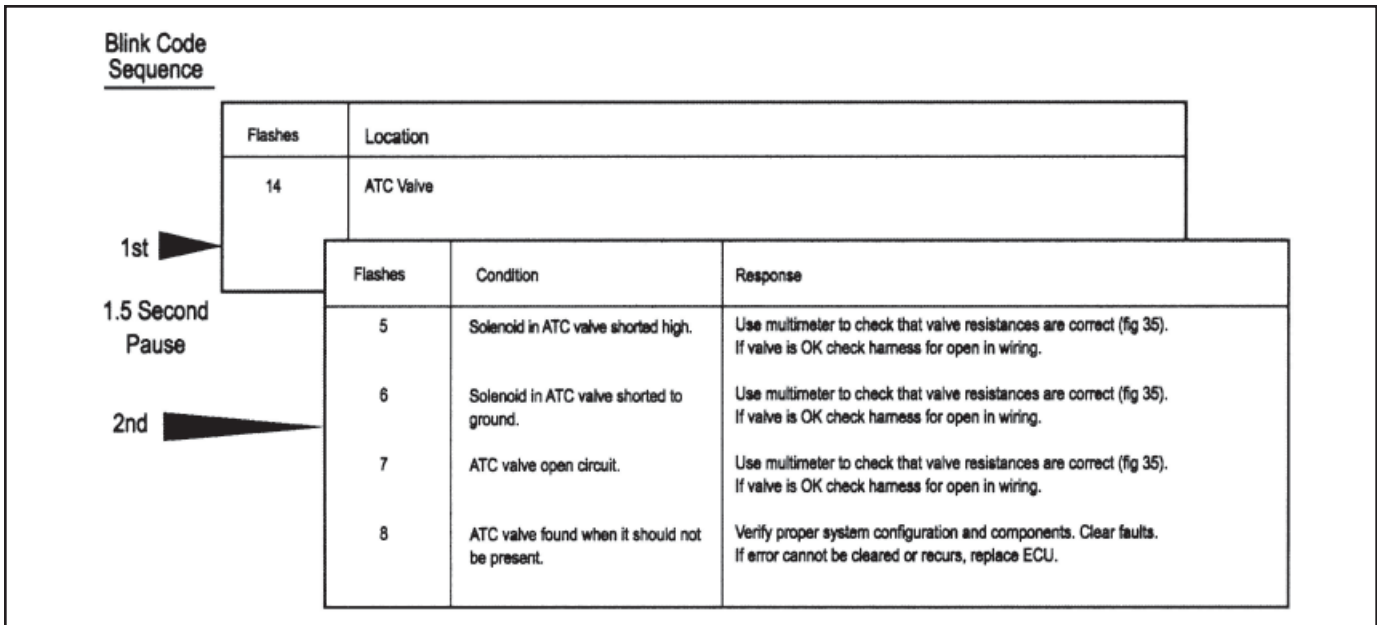 Blink Code
Sequence
Flashes Location
14 ATC Valve
1st
Flashes Condition Response
1.5 Second
Pause
5 Solenoid in ATC valve shorted high. Use multimeter to check that valve resistances are correct (fig 35).
If valve is OK check harness for open in wiring.
6 Solenoid in ATC valve shorted to Use multimeter to check that valve resistances are correct (fig 35).
ground. If valve is OK check harness for open in wiring.
2nd
7 ATC valve open circuit. Use multimeter to check that valve resistances are correct (fig 35).
If valve is OK check harness for open in wiring.
8 ATC valve found when it should not Verify proper system configuration and components. Clear faults.
be present. If error cannot be cleared or recurs, replace ECU.